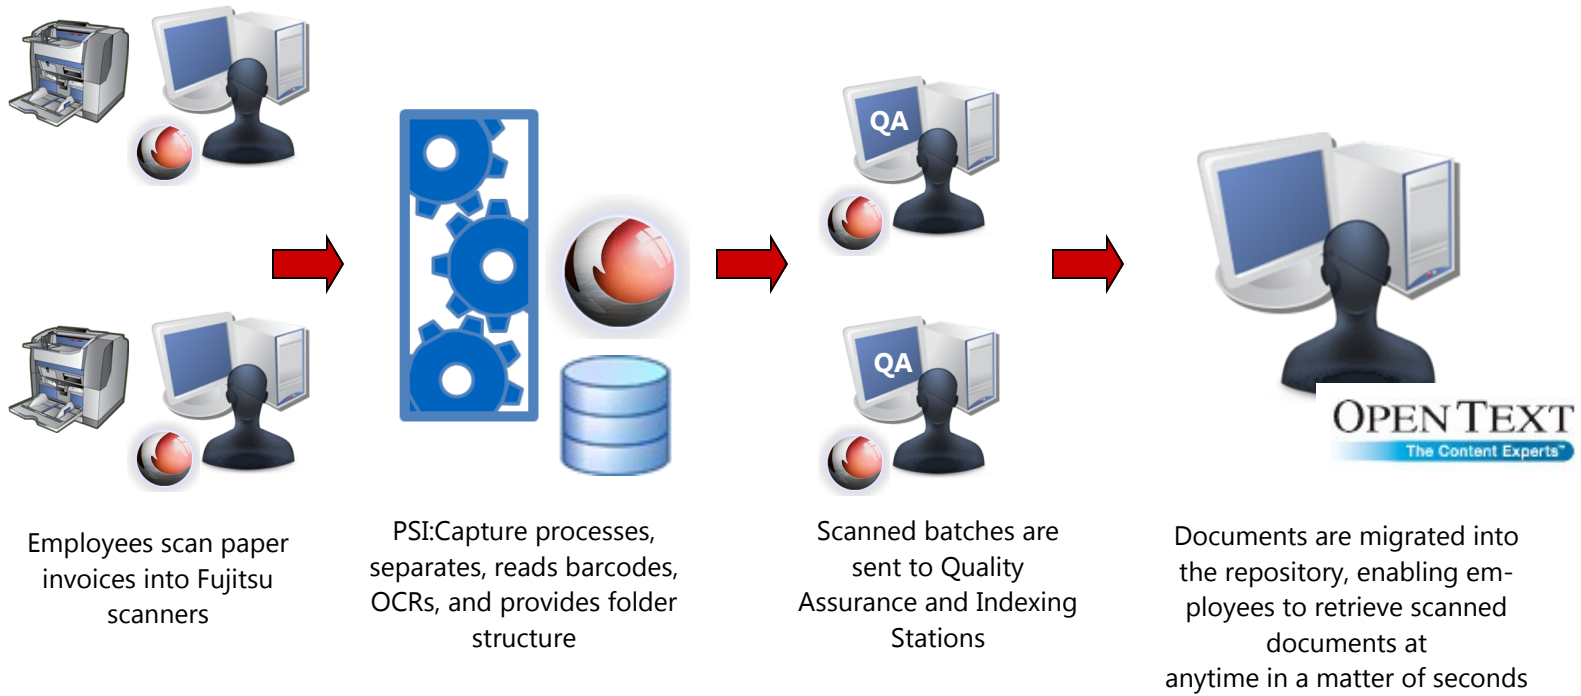 QA
QA
OPEN TEXT
The Content Experts™
Employees scan paper
invoices into Fujitsu
scanners
PSI:Capture processes,
separates, reads barcodes,
OCRs, and provides folder
structure
Scanned batches are
sent to Quality
Assurance and Indexing
Stations
Documents are migrated into
the repository, enabling em-
ployees to retrieve scanned
documents at
anytime in a matter of seconds